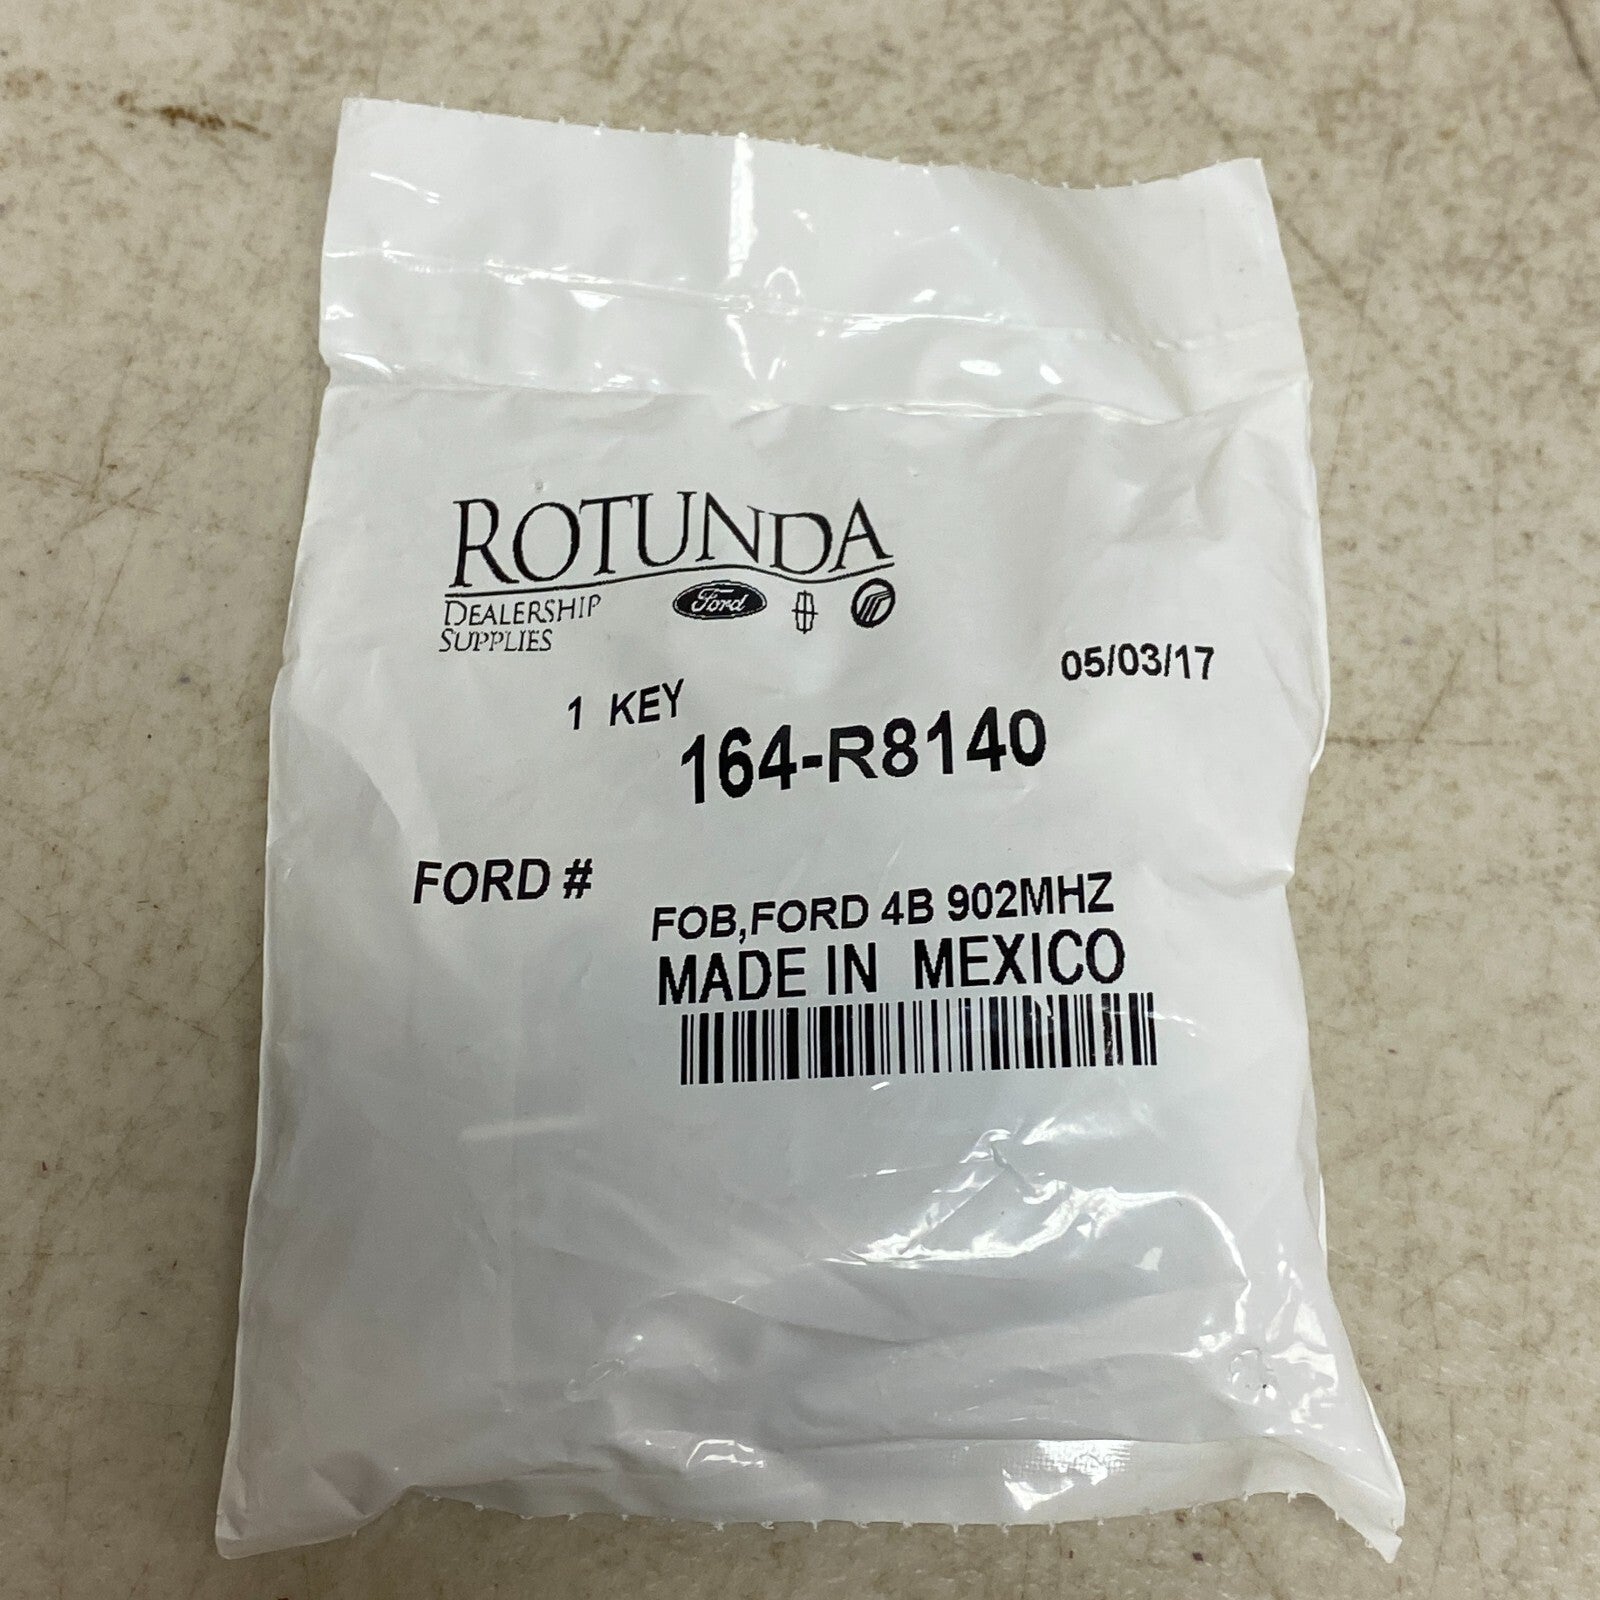 ROTUNDA
DEALERSHIP
SUPPLIES
Ford
05/03/17
1 KEY
164-R8140
FORD #
FOB,FORD 4B 902MHZ
MADE IN MEXICO